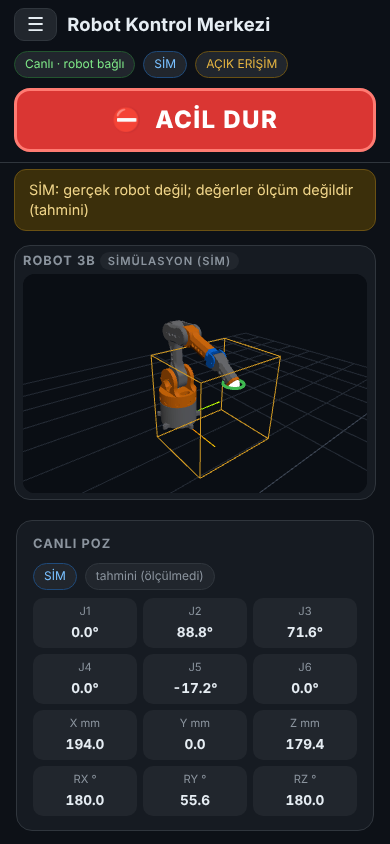 ☰ Robot Kontrol Merkezi
Canlı · robot bağlı SİM AÇIK ERİŞİM
⛔ ACİL DUR
SİM: gerçek robot değil; değerler ölçüm değildir
(tahmini)
ROBOT 3B SİMÜLASYON (SİM)
CANLI POZ
SİM tahmini (ölçülmedi)
J1 J2 J3
0.0° 88.8° 71.6°
J4 J5 J6
0.0° -17.2° 0.0°
X mm Y mm Z mm
194.0 0.0 179.4
RX ° RY ° RZ °
180.0 55.6 180.0